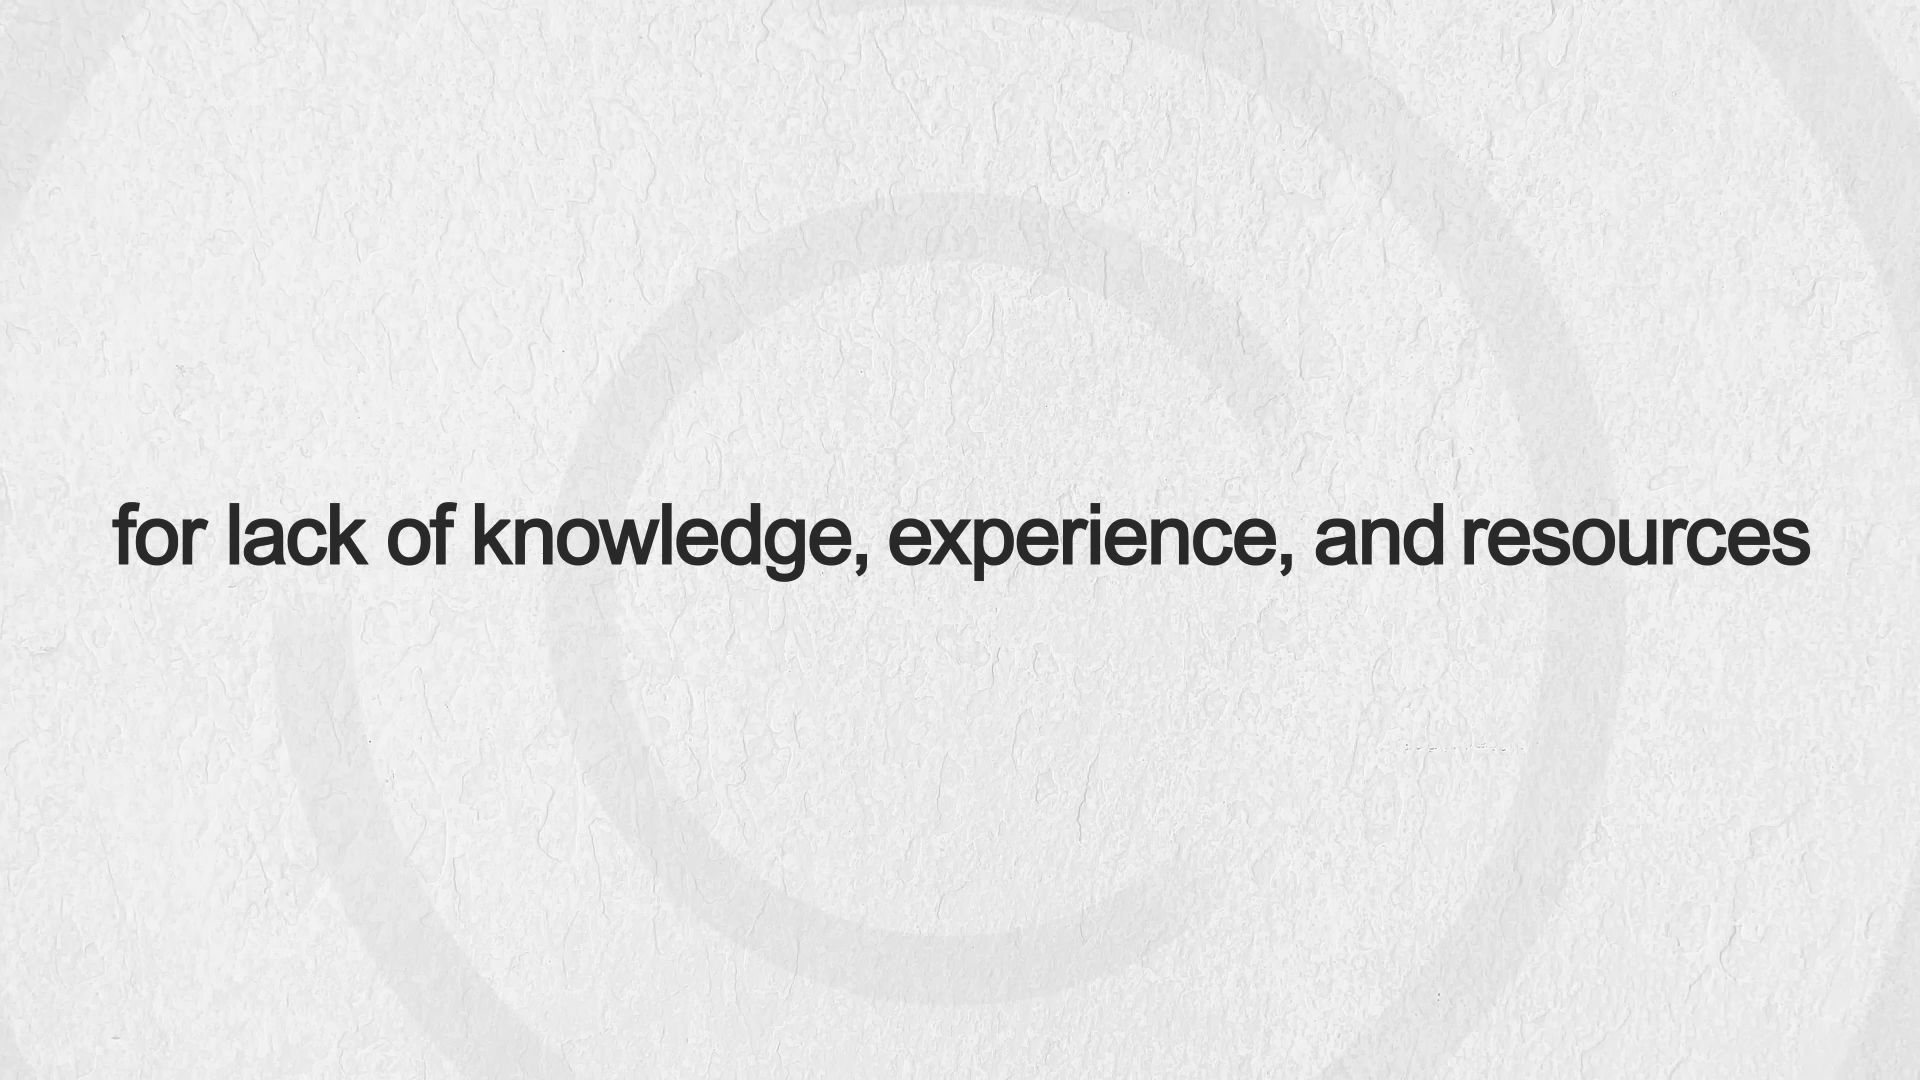 for lack of knowledge, experience, and resources